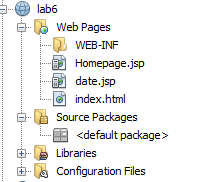 lab6
Web Pages
WEB-INF
Homepage.jsp
date.jsp
index.html
Source Packages
<default package>
Libraries
Configuration Files